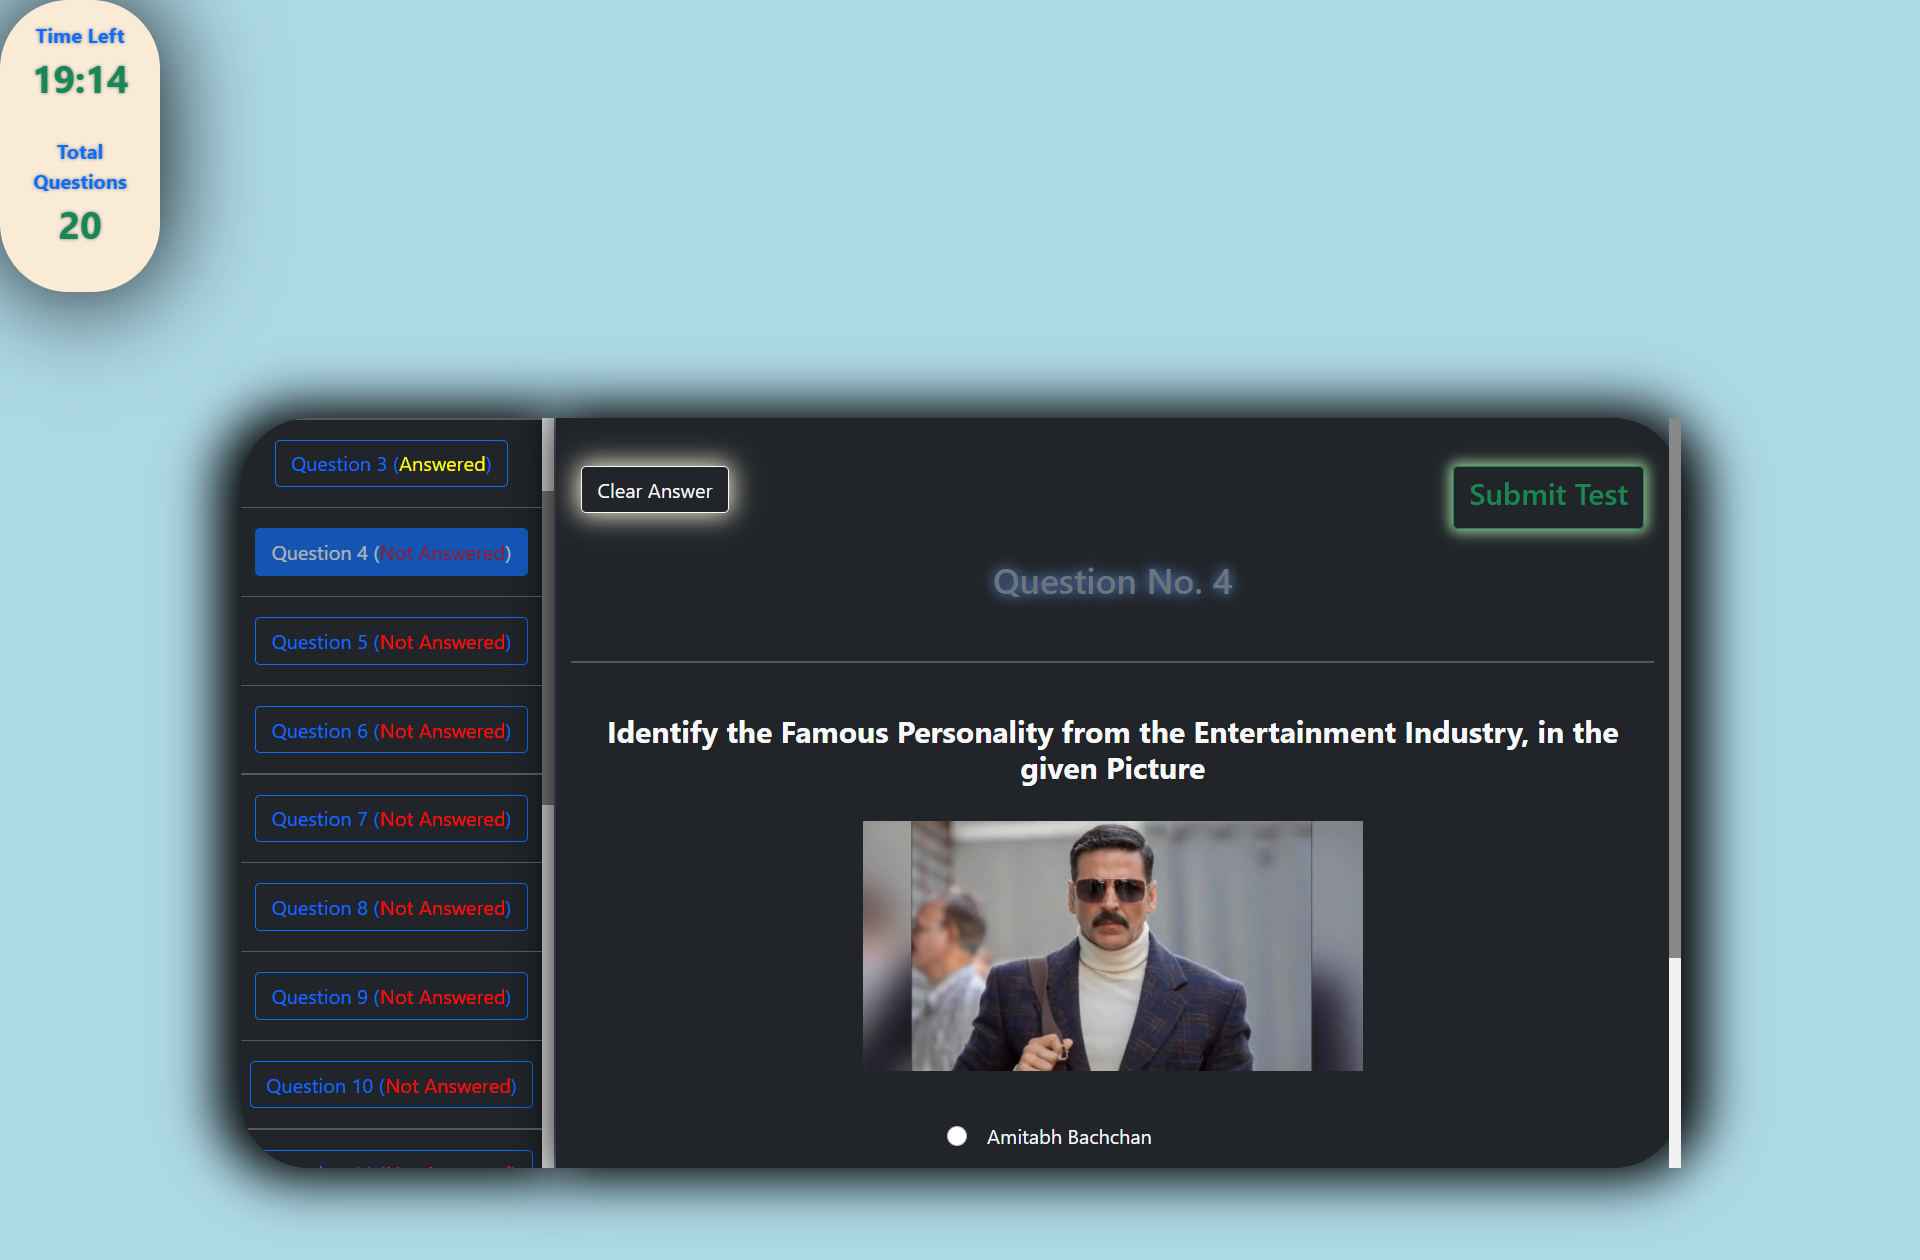 Time Left
19:14
Total
Questions
20
Question 3 (Answered)
Question 4 (Not Answered)
Question 5 (Not Answered)
Question 6 (Not Answered)
Question 7 (Not Answered)
Question 8 (Not Answered)
Question 9 (Not Answered)
Question 10 (Not Answered)
Clear Answer
Submit Test
Question No. 4
Identify the Famous Personality from the Entertainment Industry, in the
given Picture
Amitabh Bachchan